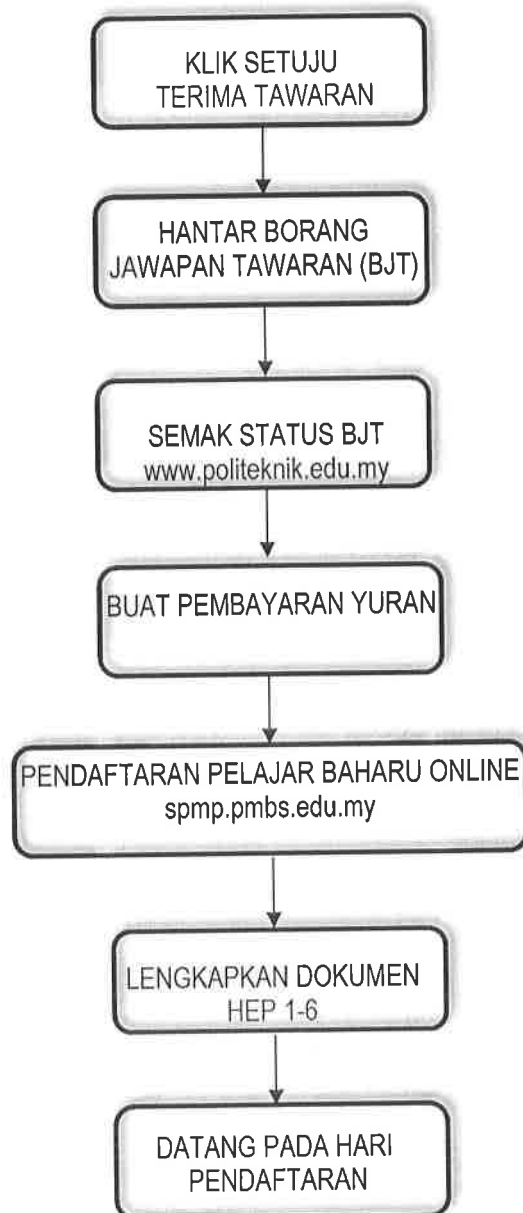 KLIK SETUJU
TERIMA TAWARAN
HANTAR BORANG
JAWAPAN TAWARAN (BJT)
SEMAK STATUS BJT
www.politeknik.edu.my
BUAT PEMBAYARAN YURAN
PENDAFTARAN PELAJAR BAHARU ONLINE
spmp.pmbs.edu.my
LENGKAPKAN DOKUMEN
HEP 1-6
DATANG PADA HARI
PENDAFTARAN